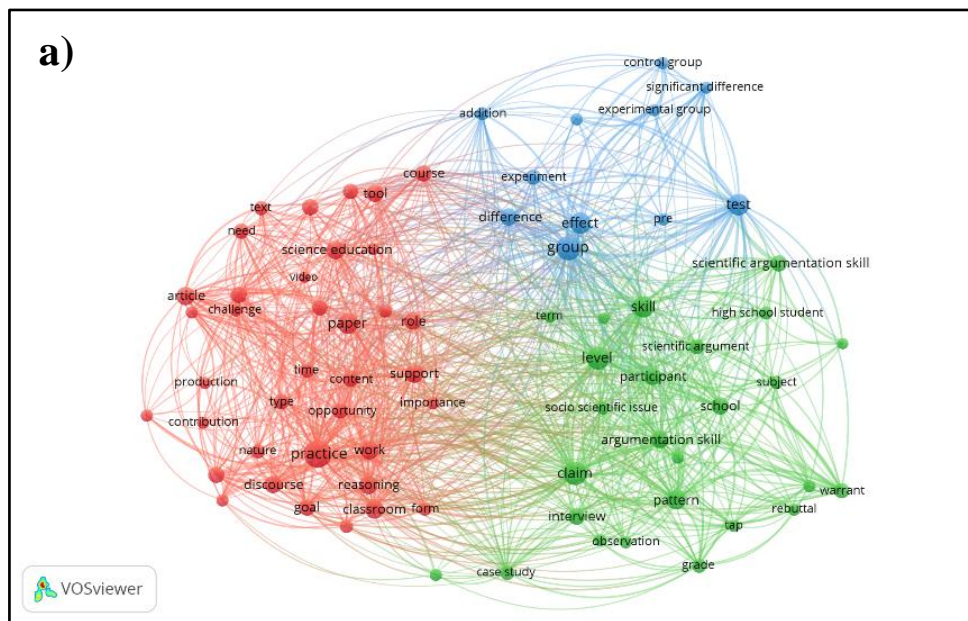 a)
control group
significant difference
experimental group
addition
course
experiment
tool
text
test
difference
effect
pre
need
group
science education
scientific argumentation skill
video
article
challenge
skill
high school student
term
paper
role
scientific argument
level
time
content
support
participant
production
subject
type
opportunity
importance
socio scientific issue
school
contribution
argumentation skill
nature
practice
work
claim
discourse
reasoning
pattern
warrant
goal
classroom
form
interview
rebuttal
tap
observation
case study
grade
VOSviewer